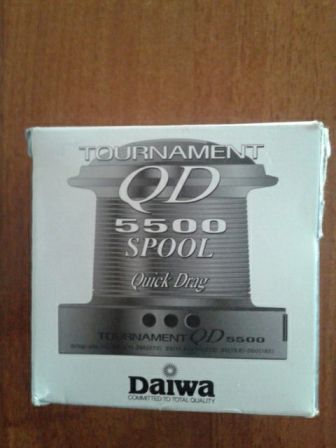 TOURNAMENT
QD
5500
SPOOL
Quick Drag
TOURNAMENT QD 5500
Daiwa
COMMITTED TO TOTAL QUALITY